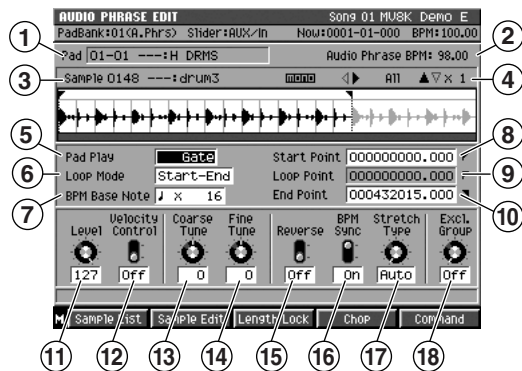 AUDIO PHRASE EDIT Song 01 MV8K Demo E
PadBank:01(A.Phrs) Slider:AUX/In Now:0001-01-000 BPM:100.00
1 Pad 01-01 ---:H DRMS Audio Phrase BPM: 98.00 2
3 Sample 0148 ---:drum3 mono All x 1 4
5 Pad Play Gate Start Point 000000000.000 8
6 Loop Mode Start-End Loop Point 000000000.000 9
7 BPM Base Note ♩ x 16 End Point 000432015.000 10
Level Velocity Control Coarse Tune Fine Tune Reverse BPM Sync Stretch Type Excl. Group
127 Off 0 0 Off On Auto Off
M Sample List Sample Edit Length Lock Chop Command
11 12 13 14 15 16 17 18